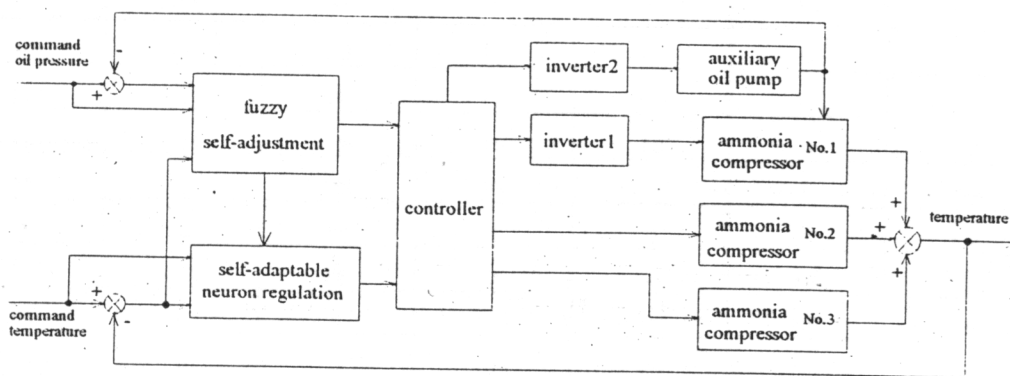 command
oil pressure
-
+
fuzzy
self-adjustment
inverter2
auxiliary
oil pump
inverter1
ammonia No.1
compressor
controller
ammonia No.2
compressor
+
+
+
temperature
self-adaptable
neuron regulation
+
-
command
temperature
ammonia No.3
compressor